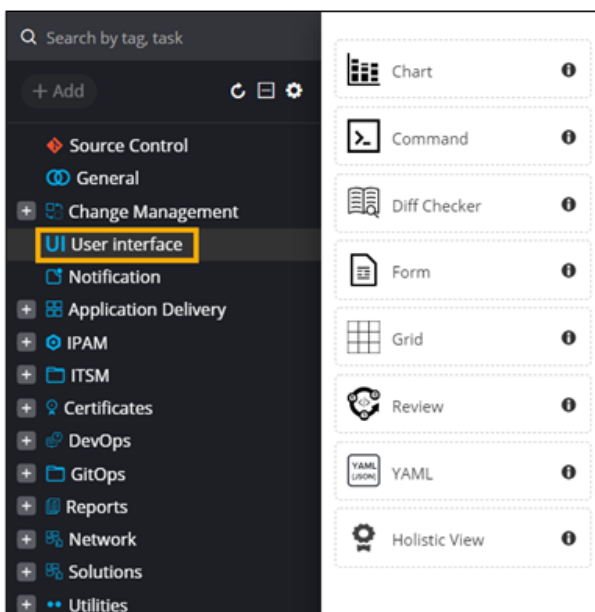 Search by tag, task
+ Add
Source Control
General
Change Management
UI User interface
Notification
Application Delivery
IPAM
ITSM
Certificates
DevOps
GitOps
Reports
Network
Solutions
Utilities
Chart
Command
Diff Checker
Form
Grid
Review
YAML
(JSON)
YAML
Holistic View